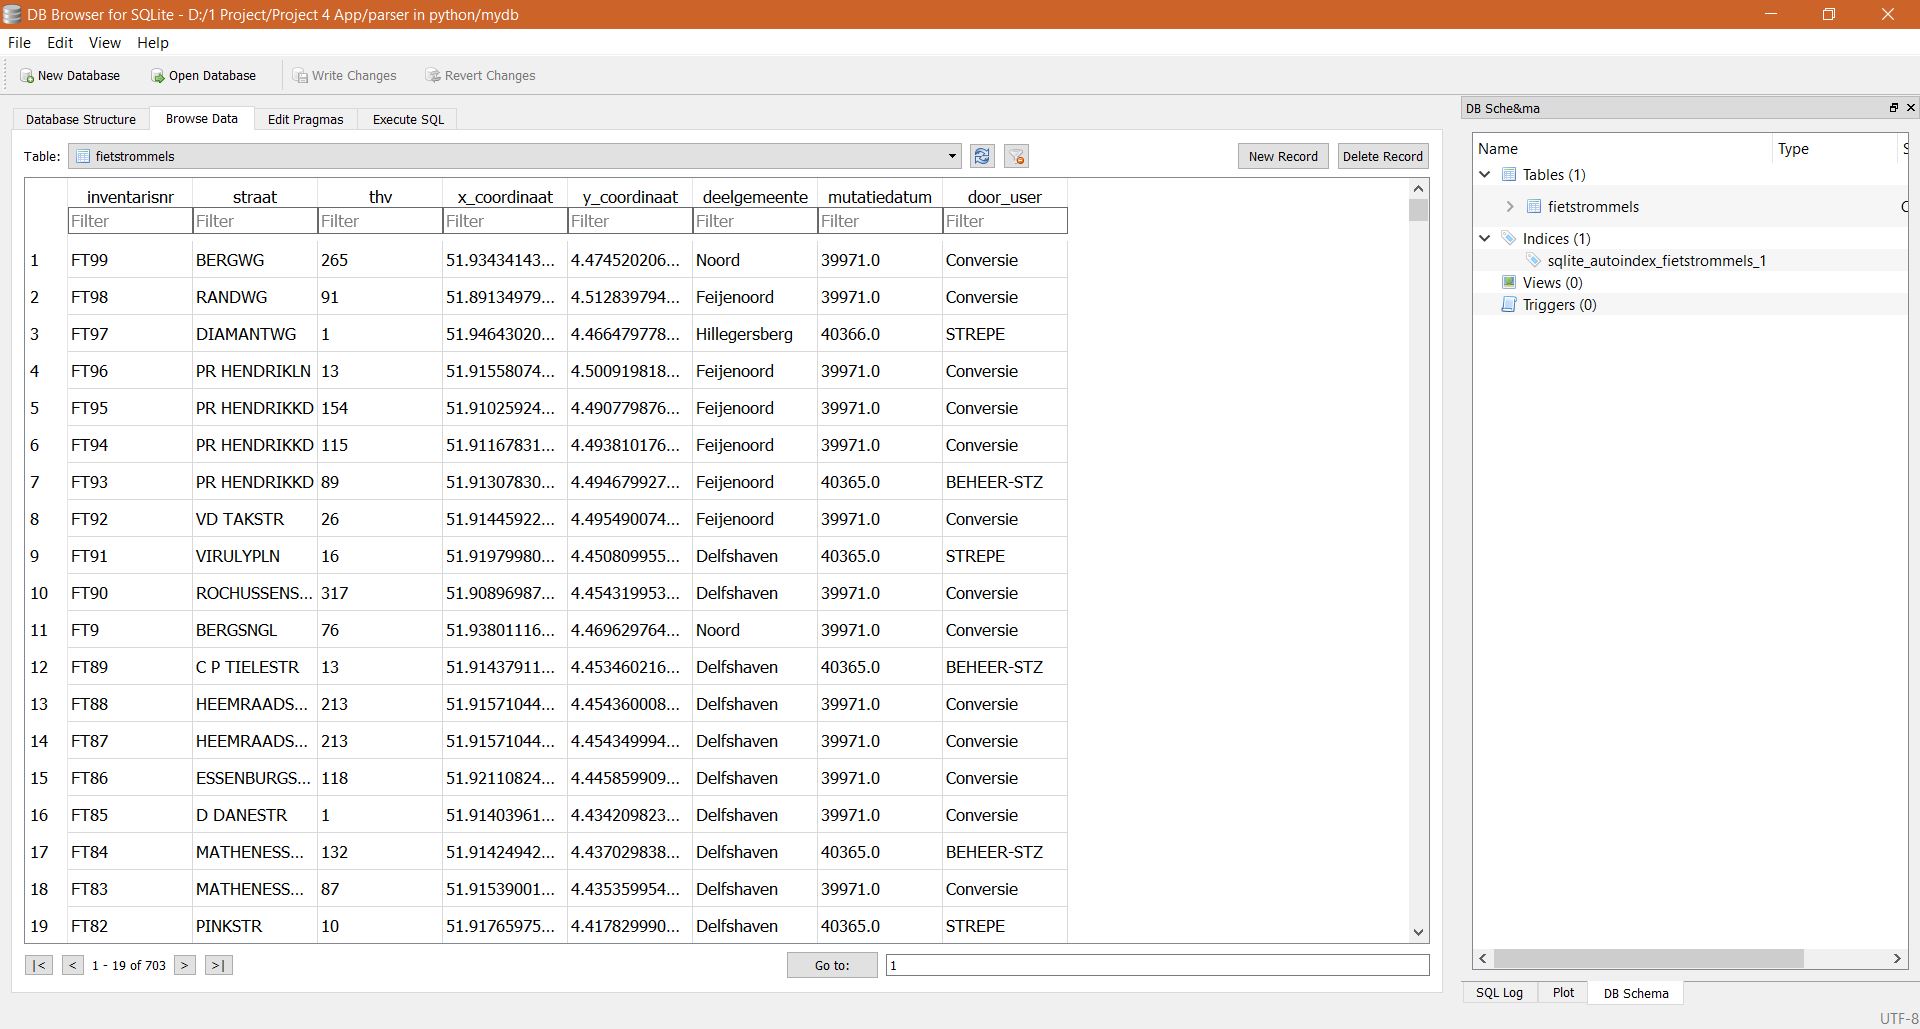 DB Browser for SQLite - D:/1 Project/Project 4 App/parser in python/mydb
File Edit View Help
New Database Open Database Write Changes Revert Changes
Database Structure Browse Data Edit Pragmas Execute SQL
Table: fietstrommels New Record Delete Record
inventarisnr straat thv x_coordinaat y_coordinaat deelgemeente mutatiedatum door_user
Filter Filter Filter Filter Filter Filter Filter Filter
1 FT99 BERGWG 265 51.93434143... 4.474520206... Noord 39971.0 Conversie
2 FT98 RANDWG 91 51.89134979... 4.512839794... Feijenoord 39971.0 Conversie
3 FT97 DIAMANTWG 1 51.94643020... 4.466479778... Hillegersberg 40366.0 STREPE
4 FT96 PR HENDRIKLN 13 51.91558074... 4.500919818... Feijenoord 39971.0 Conversie
5 FT95 PR HENDRIKKD 154 51.91025924... 4.490779876... Feijenoord 39971.0 Conversie
6 FT94 PR HENDRIKKD 115 51.91167831... 4.493810176... Feijenoord 39971.0 Conversie
7 FT93 PR HENDRIKKD 89 51.91307830... 4.494679927... Feijenoord 40365.0 BEHEER-STZ
8 FT92 VD TAKSTR 26 51.91445922... 4.495490074... Feijenoord 39971.0 Conversie
9 FT91 VIRULYPLN 16 51.91979980... 4.450809955... Delfshaven 40365.0 STREPE
10 FT90 ROCHUSSENS... 317 51.90896987... 4.454319953... Delfshaven 39971.0 Conversie
11 FT9 BERGSNGL 76 51.93801116... 4.469629764... Noord 39971.0 Conversie
12 FT89 C P TIELESTR 13 51.91437911... 4.453460216... Delfshaven 40365.0 BEHEER-STZ
13 FT88 HEEMRAADS... 213 51.91571044... 4.454360008... Delfshaven 39971.0 Conversie
14 FT87 HEEMRAADS... 213 51.91571044... 4.454349994... Delfshaven 39971.0 Conversie
15 FT86 ESSENBURGS... 118 51.92110824... 4.445859909... Delfshaven 39971.0 Conversie
16 FT85 D DANESTR 1 51.91403961... 4.434209823... Delfshaven 39971.0 Conversie
17 FT84 MATHENESS... 132 51.91424942... 4.437029838... Delfshaven 40365.0 BEHEER-STZ
18 FT83 MATHENESS... 87 51.91539001... 4.435359954... Delfshaven 39971.0 Conversie
19 FT82 PINKSTR 10 51.91765975... 4.417829990... Delfshaven 40365.0 STREPE
|< < 1 - 19 of 703 > >| Go to: 1
DB Sche&ma
Name Type S
Tables (1)
fietstrommels C
Indices (1)
sqlite_autoindex_fietstrommels_1
Views (0)
Triggers (0)
SQL Log Plot DB Schema
UTF-8